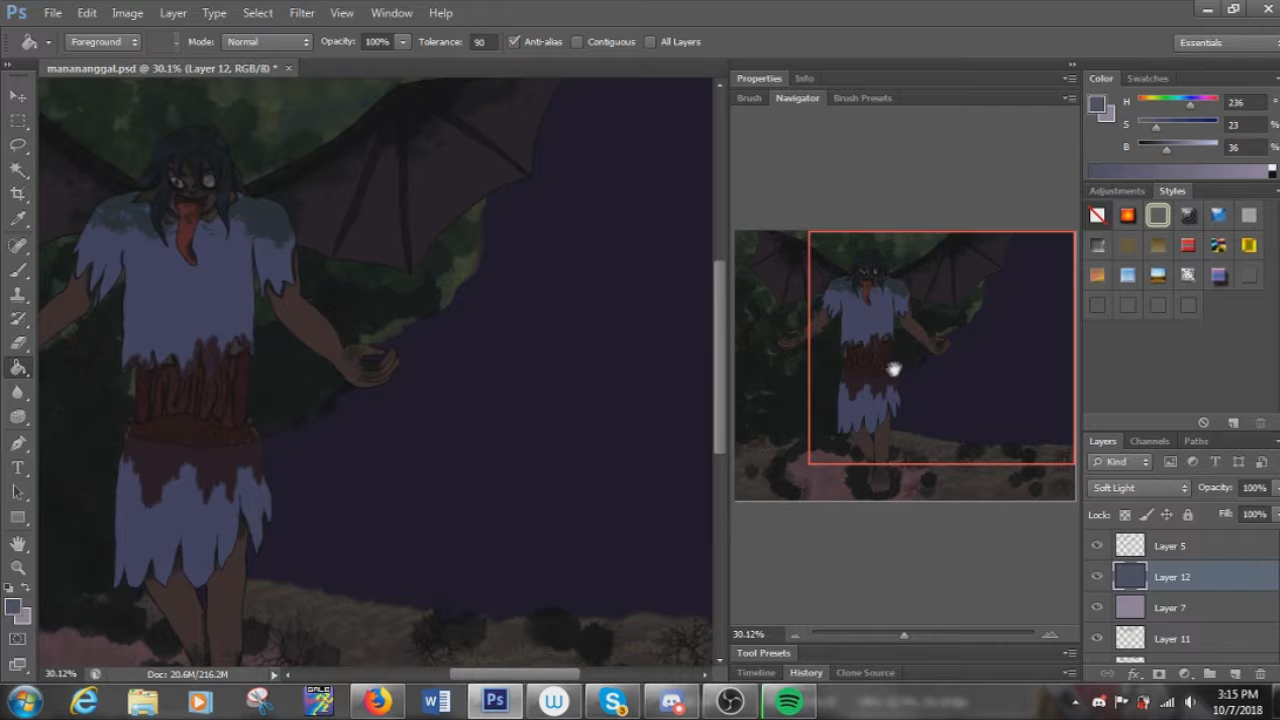 Ps File Edit Image Layer Type Select Filter View Window Help
Foreground Mode: Normal Opacity: 100% Tolerance: 90 Anti-alias Contiguous All Layers Essentials
manananggal.psd @ 30.1% (Layer 12, RGB/8) * ×
Properties Info
Brush Navigator Brush Presets
Color Swatches
H 236 °
S 23 %
B 36 %
Adjustments Styles
Layers Channels Paths
Kind
Soft Light Opacity: 100%
Lock: Fill: 100%
Layer 5
Layer 12
Layer 7
Layer 11
30.12%
Tool Presets
30.12% Doc: 20.6M/216.2M
Timeline History Clone Source
3:15 PM
10/7/2018